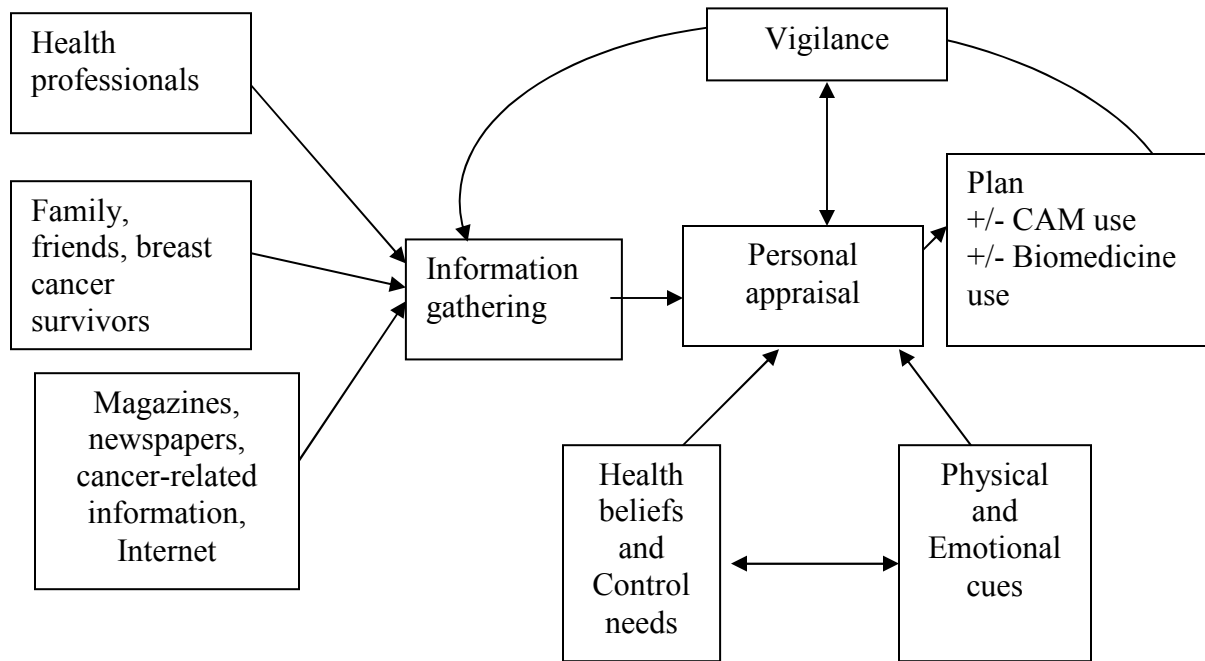 Health
professionals
Family,
friends, breast
cancer
survivors
Magazines,
newspapers,
cancer-related
information,
Internet
Information
gathering
Vigilance
Personal
appraisal
Plan
+/- CAM use
+/- Biomedicine
use
Health
beliefs
and
Control
needs
Physical
and
Emotional
cues